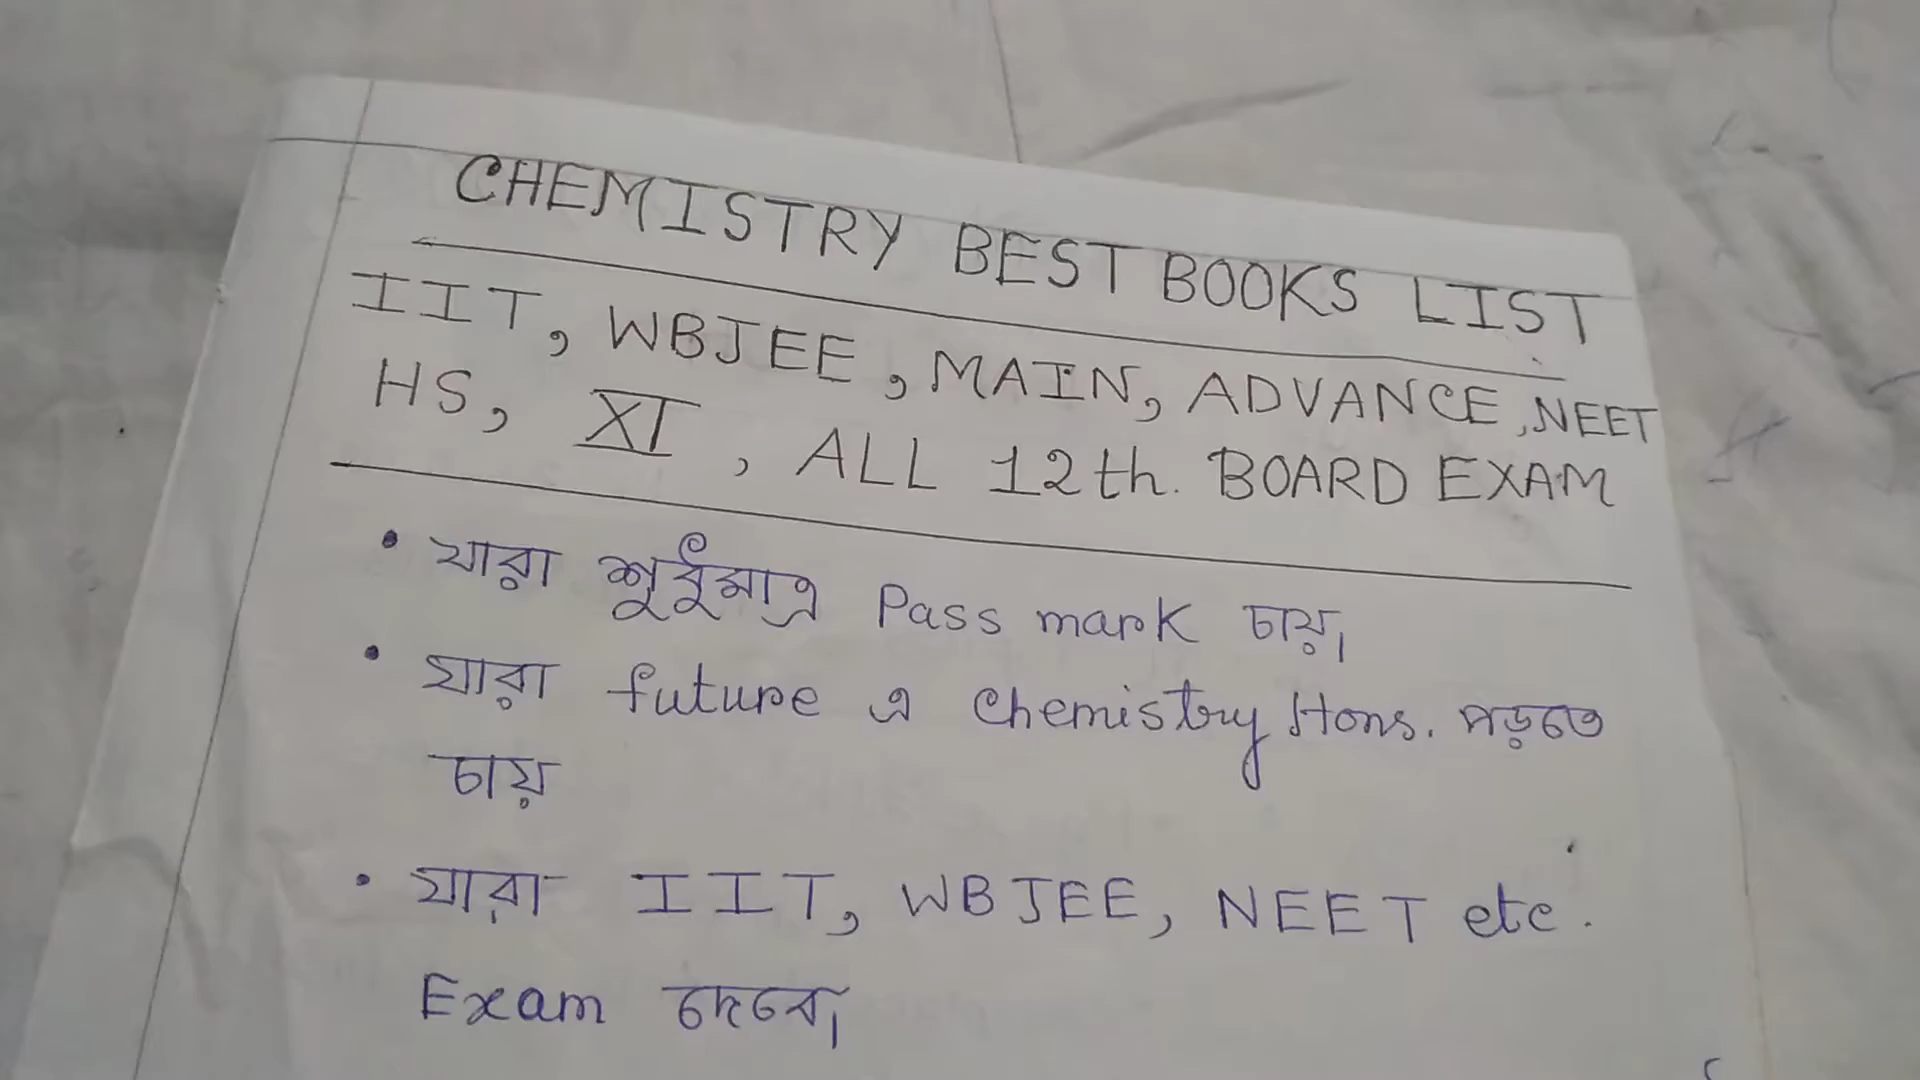 CHEMISTRY BEST BOOKS LIST
IIT, WBJEE, MAIN, ADVANCE, NEET
HS, XI, ALL 12th. BOARD EXAM
• যারা শুধুমাত্র Pass mark চায়।
• যারা future এ Chemistry Hons. পড়তে
চায়
• যারা IIT, WBJEE, NEET etc.
Exam দেবে।